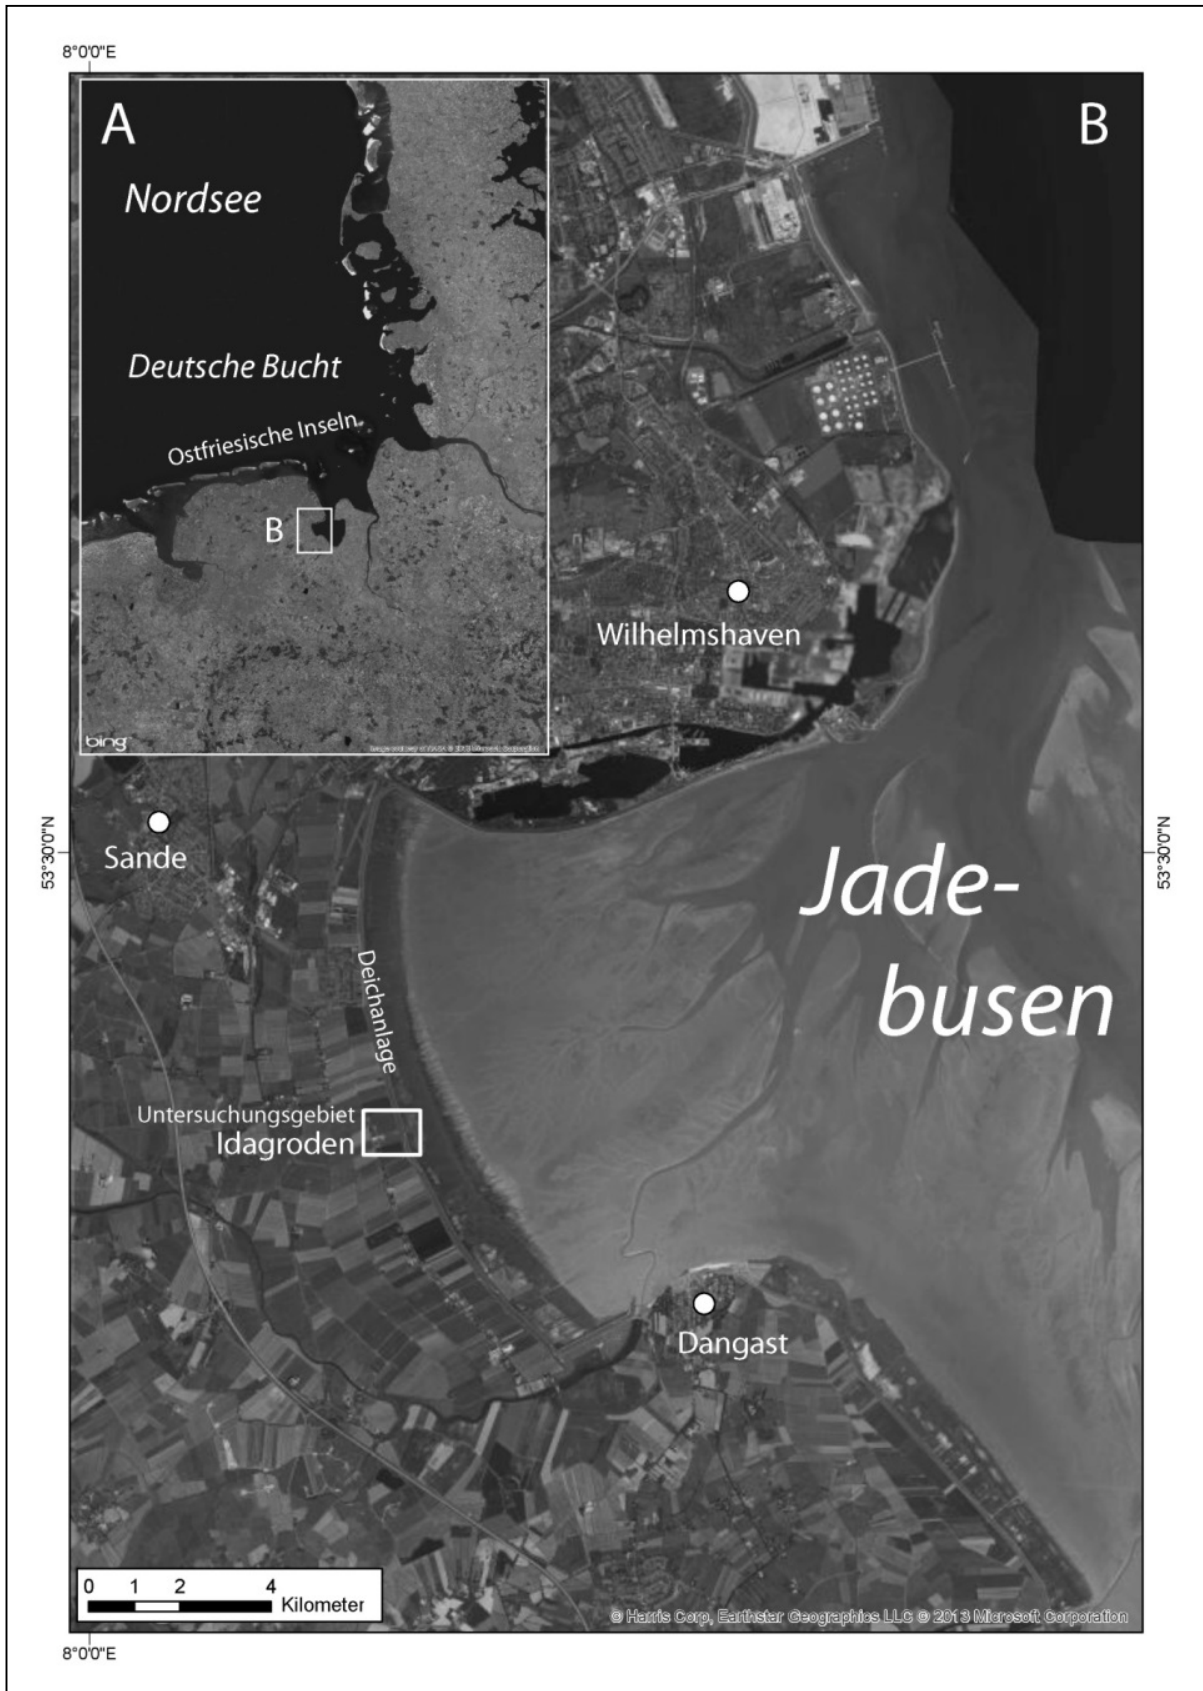 8°0'0"E
A
B
Nordsee
Deutsche Bucht
Ostfriesische Inseln
B
bing
Wilhelmshaven
Sande
53°30'0"N
53°30'0"N
Jade-
busen
Deichanlage
Untersuchungsgebiet
Idagroden
Dangast
0 1 2 4
Kilometer
© Harris Corp, Earthstar Geographics LLC © 2013 Microsoft Corporation
8°0'0"E